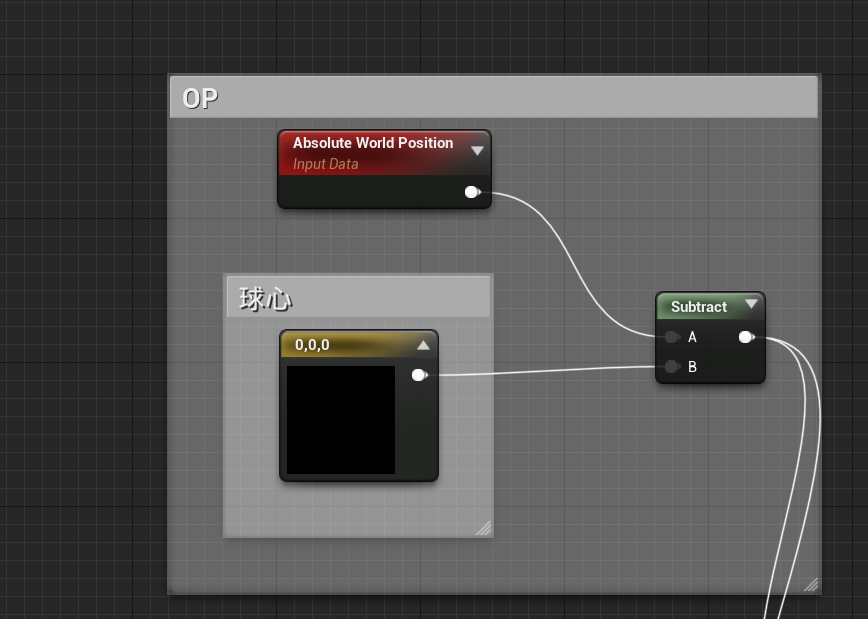 OP
Absolute World Position
Input Data
球心
0,0,0
Subtract
A
B